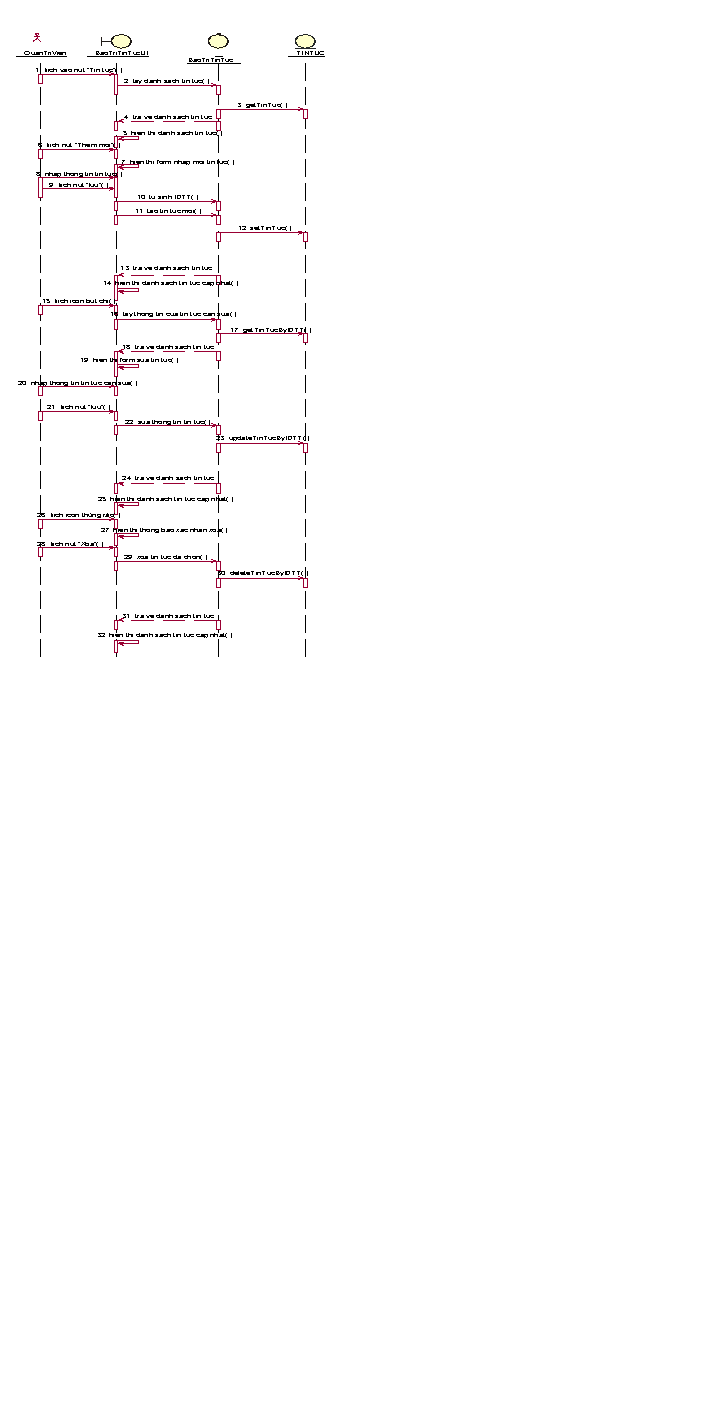 QuanTriVien
BaoTriTinTucUI
BaoTriTinTuc
TINTUC
1: kich vao nut "Tin tuc"( )
2: lay danh sach tin tuc( )
3: getTinTuc( )
4: tra ve danh sach tin tuc
5: hien thi danh sach tin tuc( )
6: kich nut "Them moi"( )
7: hien thi form nhap moi tin tuc( )
8: nhap thong tin tin tuc( )
9: kich nut "luu"( )
10: tu sinh IDTT( )
11: tao tin tuc moi( )
12: setTinTuc( )
13: tra ve danh sach tin tuc
14: hien thi danh sach tin tuc cap nhat( )
15: kich icon but chi( )
16: lay thong tin cua tin tuc can sua( )
17: getTinTucByIDTT( )
18: tra ve danh sach tin tuc
19: hien thi form sua tin tuc( )
20: nhap thong tin tin tuc can sua( )
21: kich nut "luu"( )
22: sua thong tin tin tuc( )
23: updateTinTucByIDTT( )
24: tra ve danh sach tin tuc
25: hien thi danh sach tin tuc cap nhat( )
26: kich icon thùng rác( )
27: hien thi thong bao xac nhan xoa( )
28: kich nut "Xoa"( )
29: xoa tin tuc da chon( )
30: deleteTinTucByIDTT( )
31: tra ve danh sach tin tuc
32: hien thi danh sach tin tuc cap nhat( )